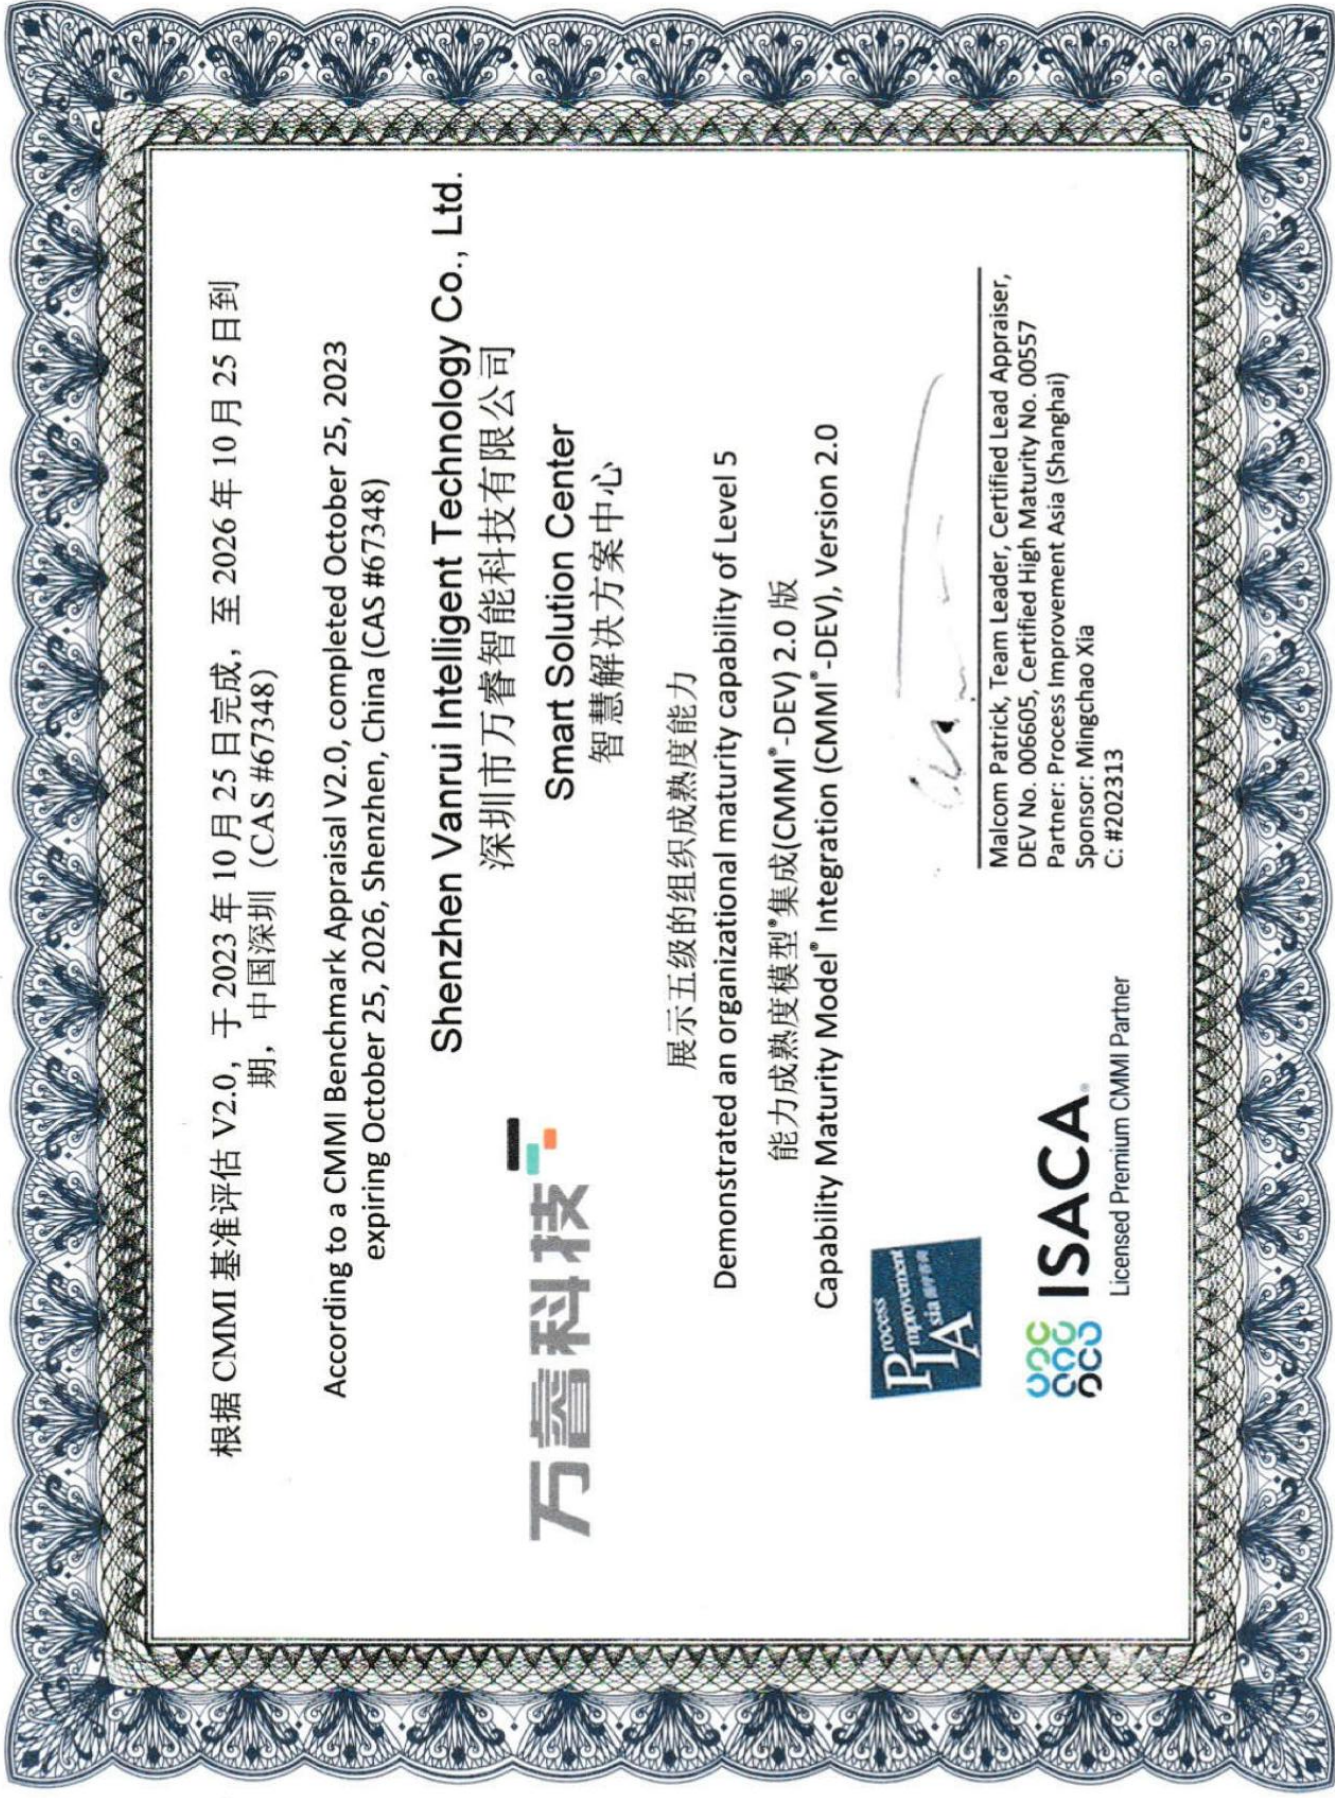 根据 CMMI 基准评估 V2.0，于 2023 年 10 月 25 日完成，至 2026 年 10 月 25 日到
期，中国深圳（CAS #67348）
According to a CMMI Benchmark Appraisal V2.0, completed October 25, 2023
expiring October 25, 2026, Shenzhen, China (CAS #67348)
万睿科技
Shenzhen Vanrui Intelligent Technology Co., Ltd.
深圳市万睿智能科技有限公司
Smart Solution Center
智慧解决方案中心
展示五级的组织成熟度能力
Demonstrated an organizational maturity capability of Level 5
能力成熟度模型®集成(CMMI®-DEV) 2.0 版
Capability Maturity Model® Integration (CMMI®-DEV), Version 2.0
Process
Improvement
Asia
ISACA®
Licensed Premium CMMI Partner
Malcom Patrick, Team Leader, Certified Lead Appraiser,
DEV No. 006605, Certified High Maturity No. 00557
Partner: Process Improvement Asia (Shanghai)
Sponsor: Mingchao Xia
C: #202313